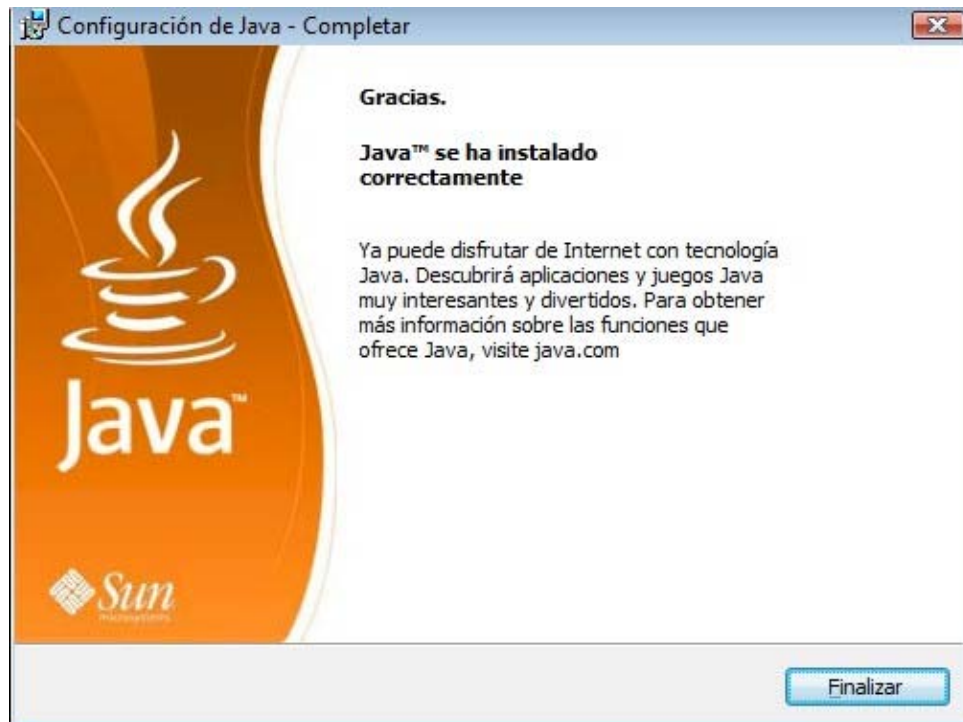 Configuración de Java - Completar
Gracias.
Java™ se ha instalado
correctamente
Ya puede disfrutar de Internet con tecnología
Java. Descubrirá aplicaciones y juegos Java
muy interesantes y divertidos. Para obtener
más información sobre las funciones que
ofrece Java, visite java.com
Java™
Sun
microsystems
Finalizar